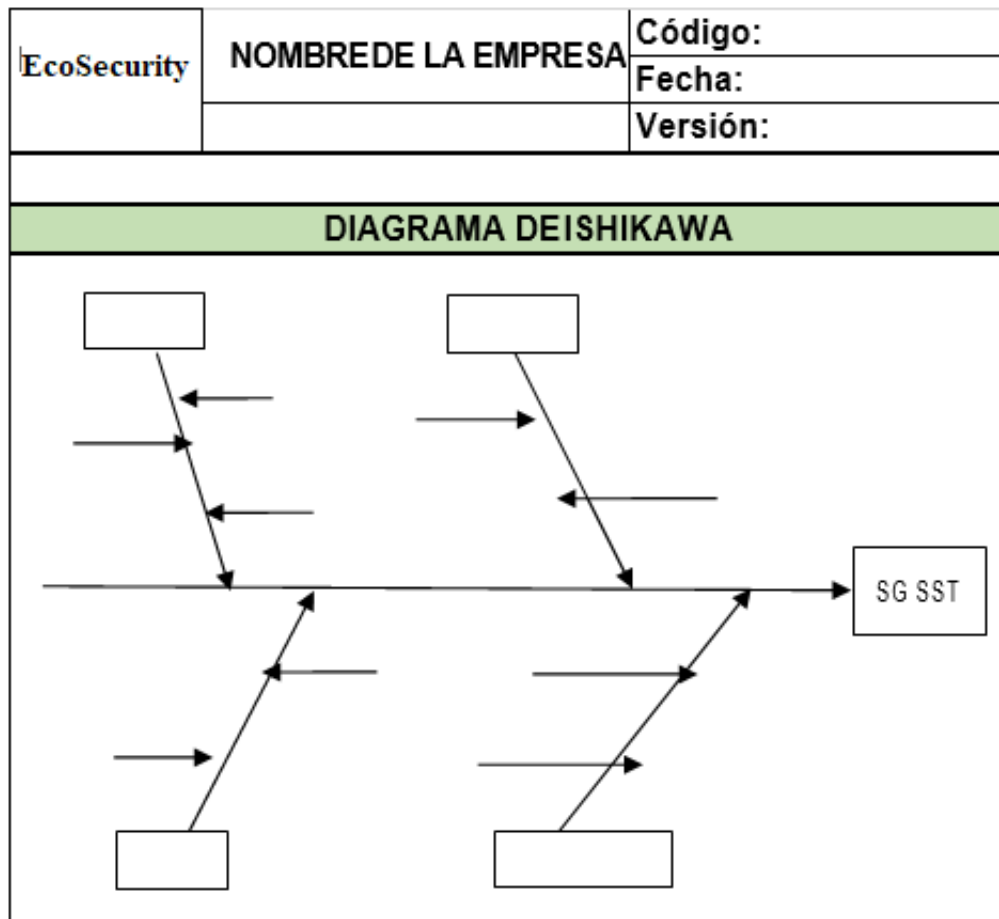 EcoSecurity
NOMBREDE LA EMPRESA
Código:
Fecha:
Versión:
DIAGRAMA DEISHIKAWA
SG SST